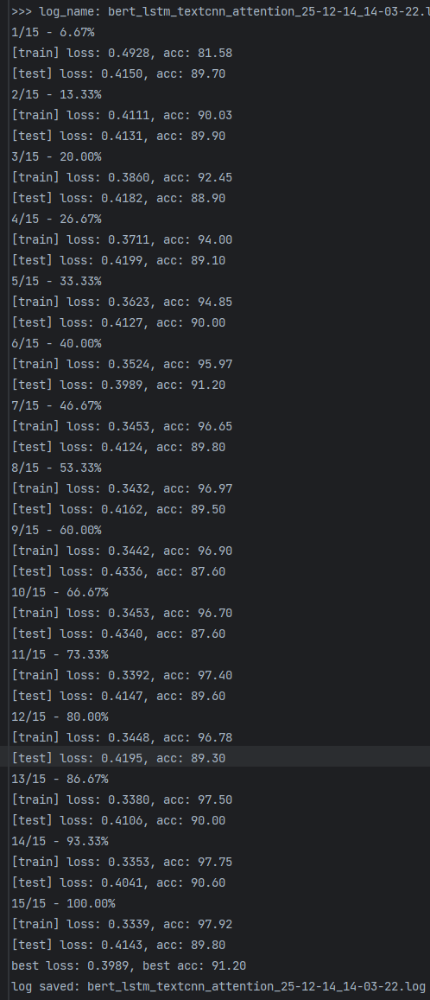 >>> log_name: bert_lstm_textcnn_attention_25-12-14_14-03-22.l
1/15 - 6.67%
[train] loss: 0.4928, acc: 81.58
[test] loss: 0.4150, acc: 89.70
2/15 - 13.33%
[train] loss: 0.4111, acc: 90.03
[test] loss: 0.4131, acc: 89.90
3/15 - 20.00%
[train] loss: 0.3860, acc: 92.45
[test] loss: 0.4182, acc: 88.90
4/15 - 26.67%
[train] loss: 0.3711, acc: 94.00
[test] loss: 0.4199, acc: 89.10
5/15 - 33.33%
[train] loss: 0.3623, acc: 94.85
[test] loss: 0.4127, acc: 90.00
6/15 - 40.00%
[train] loss: 0.3524, acc: 95.97
[test] loss: 0.3989, acc: 91.20
7/15 - 46.67%
[train] loss: 0.3453, acc: 96.65
[test] loss: 0.4124, acc: 89.80
8/15 - 53.33%
[train] loss: 0.3432, acc: 96.97
[test] loss: 0.4162, acc: 89.50
9/15 - 60.00%
[train] loss: 0.3442, acc: 96.90
[test] loss: 0.4336, acc: 87.60
10/15 - 66.67%
[train] loss: 0.3453, acc: 96.70
[test] loss: 0.4340, acc: 87.60
11/15 - 73.33%
[train] loss: 0.3392, acc: 97.40
[test] loss: 0.4147, acc: 89.60
12/15 - 80.00%
[train] loss: 0.3448, acc: 96.78
[test] loss: 0.4195, acc: 89.30
13/15 - 86.67%
[train] loss: 0.3380, acc: 97.50
[test] loss: 0.4106, acc: 90.00
14/15 - 93.33%
[train] loss: 0.3353, acc: 97.75
[test] loss: 0.4041, acc: 90.60
15/15 - 100.00%
[train] loss: 0.3339, acc: 97.92
[test] loss: 0.4143, acc: 89.80
best loss: 0.3989, best acc: 91.20
log saved: bert_lstm_textcnn_attention_25-12-14_14-03-22.log